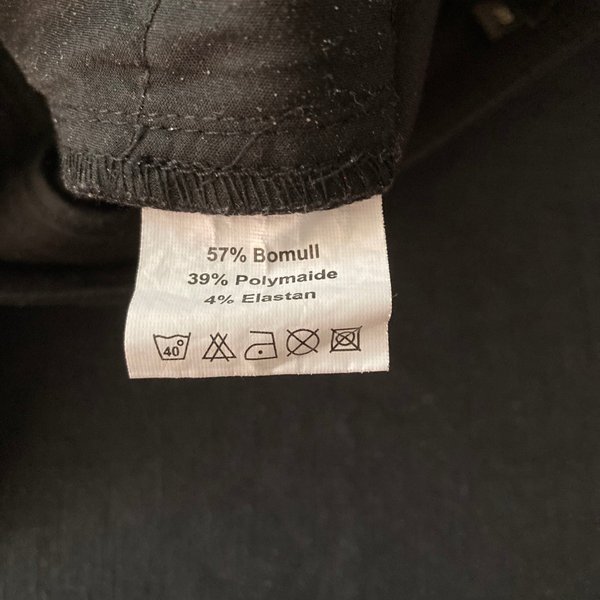 57% Bomull
39% Polymaide
4% Elastan
40°